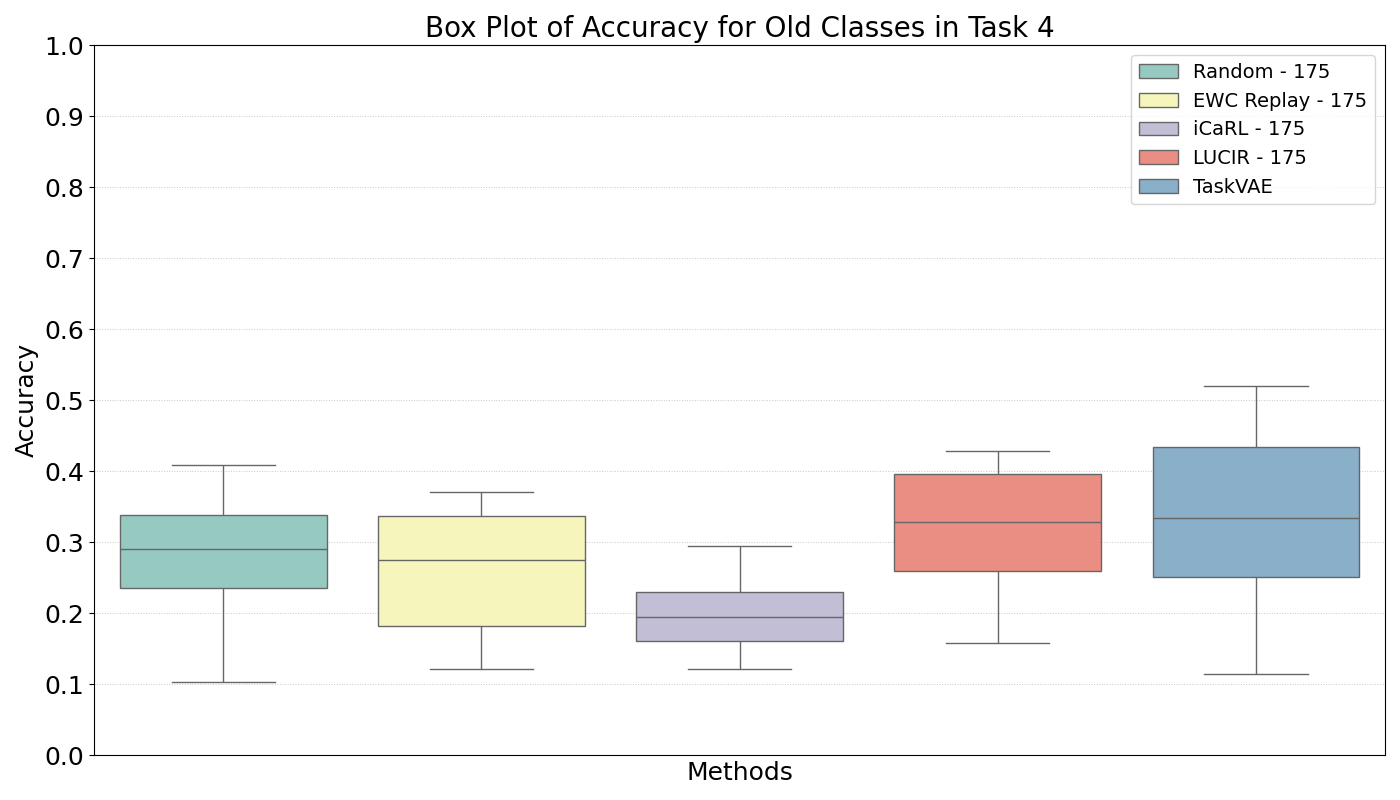 Box Plot of Accuracy for Old Classes in Task 4
1.0
0.9
0.8
0.7
0.6
0.5
0.4
0.3
0.2
0.1
0.0
Accuracy
Methods
Random - 175
EWC Replay - 175
iCaRL - 175
LUCIR - 175
TaskVAE